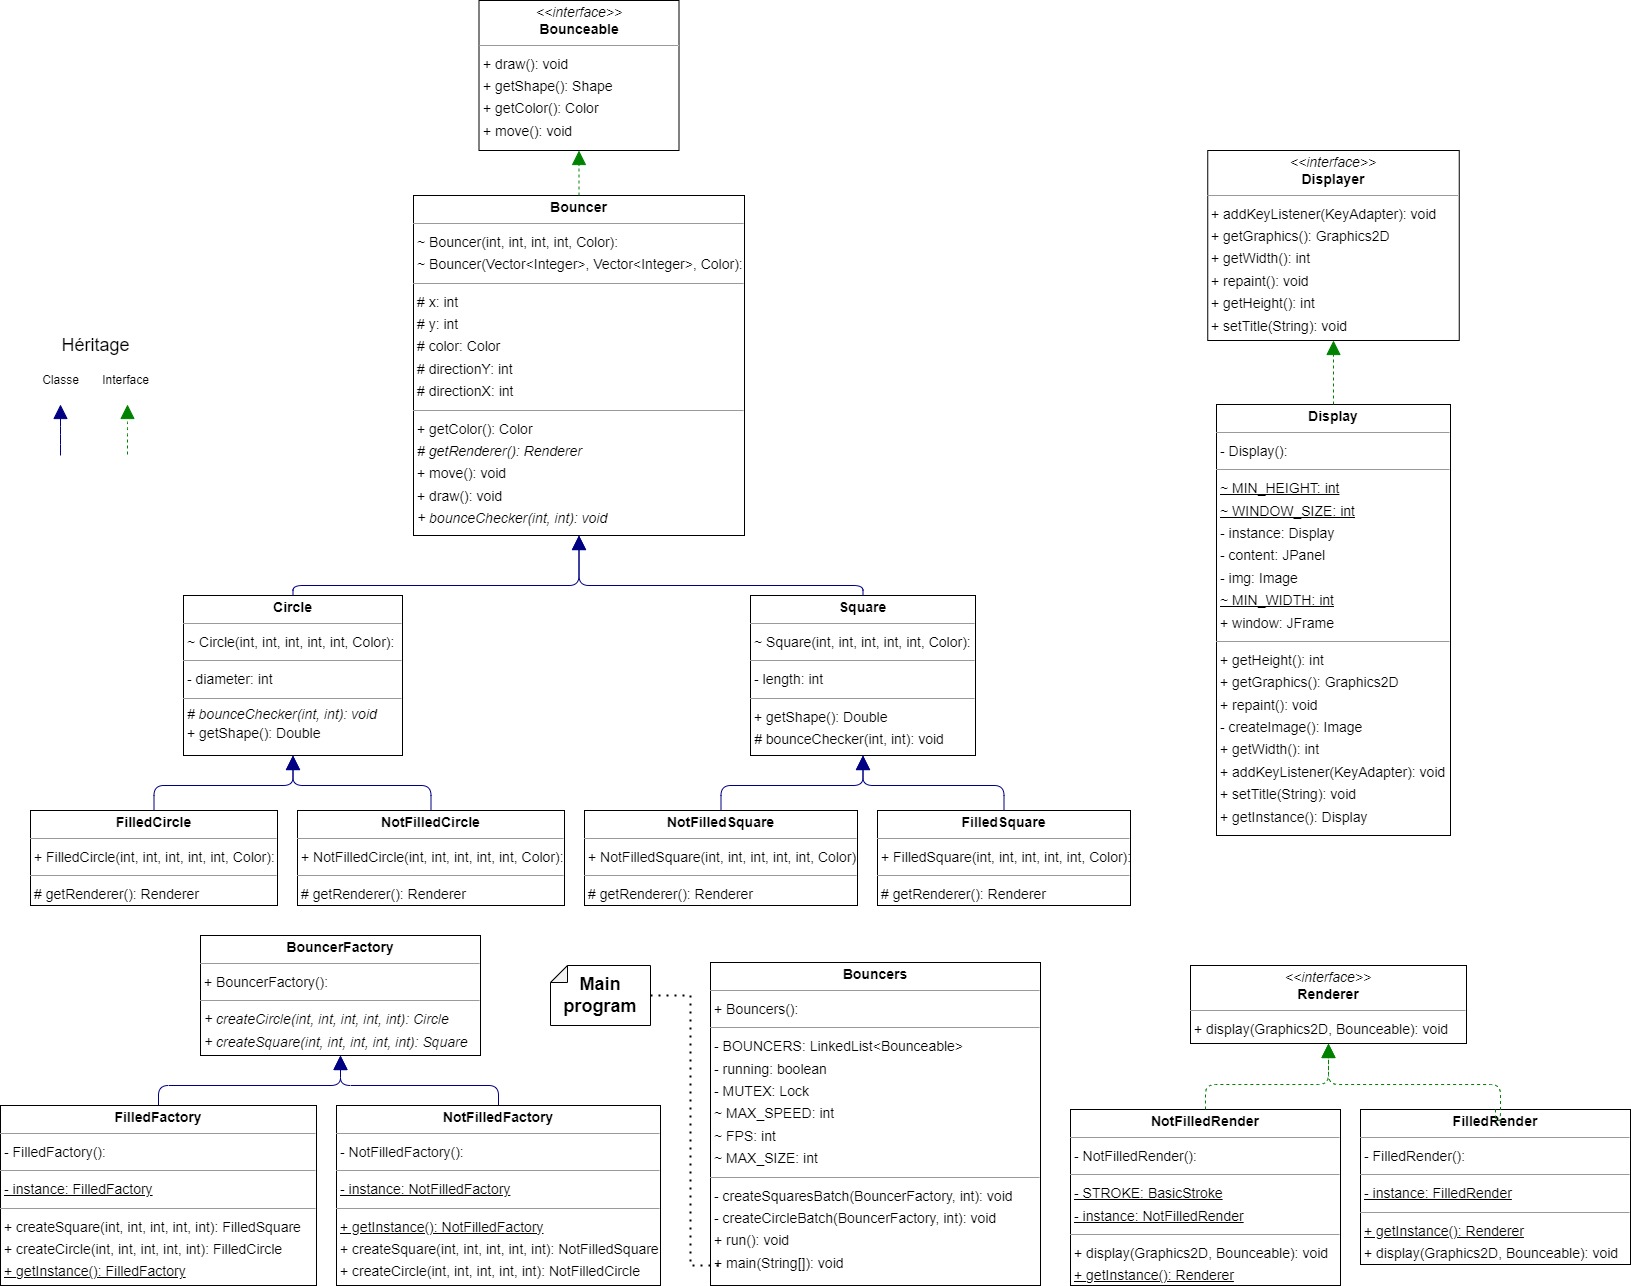 <<interface>>
Bounceable
+ draw(): void
+ getShape(): Shape
+ getColor(): Color
+ move(): void
Bouncer
~ Bouncer(int, int, int, int, Color):
~ Bouncer(Vector<Integer>, Vector<Integer>, Color):
# x: int
# y: int
# color: Color
# directionY: int
# directionX: int
+ getColor(): Color
# getRenderer(): Renderer
+ move(): void
+ draw(): void
+ bounceChecker(int, int): void
<<interface>>
Displayer
+ addKeyListener(KeyAdapter): void
+ getGraphics(): Graphics2D
+ getWidth(): int
+ repaint(): void
+ getHeight(): int
+ setTitle(String): void
Héritage
Classe Interface
Display
- Display():
~ MIN_HEIGHT: int
~ WINDOW_SIZE: int
- instance: Display
- content: JPanel
- img: Image
~ MIN_WIDTH: int
+ window: JFrame
+ getHeight(): int
+ getGraphics(): Graphics2D
+ repaint(): void
- createImage(): Image
+ getWidth(): int
+ addKeyListener(KeyAdapter): void
+ setTitle(String): void
+ getInstance(): Display
Circle
~ Circle(int, int, int, int, int, Color):
- diameter: int
# bounceChecker(int, int): void
+ getShape(): Double
Square
~ Square(int, int, int, int, int, Color):
- length: int
+ getShape(): Double
# bounceChecker(int, int): void
FilledCircle
+ FilledCircle(int, int, int, int, int, Color):
# getRenderer(): Renderer
NotFilledCircle
+ NotFilledCircle(int, int, int, int, int, Color):
# getRenderer(): Renderer
NotFilledSquare
+ NotFilledSquare(int, int, int, int, int, Color)
# getRenderer(): Renderer
FilledSquare
+ FilledSquare(int, int, int, int, int, Color):
# getRenderer(): Renderer
BouncerFactory
+ BouncerFactory():
+ createCircle(int, int, int, int, int): Circle
+ createSquare(int, int, int, int, int): Square
Main
program
Bouncers
+ Bouncers():
- BOUNCERS: LinkedList<Bounceable>
- running: boolean
- MUTEX: Lock
~ MAX_SPEED: int
~ FPS: int
~ MAX_SIZE: int
- createSquaresBatch(BouncerFactory, int): void
- createCircleBatch(BouncerFactory, int): void
+ run(): void
+ main(String[]): void
<<interface>>
Renderer
+ display(Graphics2D, Bounceable): void
FilledFactory
- FilledFactory():
- instance: FilledFactory
+ createSquare(int, int, int, int, int): FilledSquare
+ createCircle(int, int, int, int, int): FilledCircle
+ getInstance(): FilledFactory
NotFilledFactory
- NotFilledFactory():
- instance: NotFilledFactory
+ getInstance(): NotFilledFactory
+ createSquare(int, int, int, int, int): NotFilledSquare
+ createCircle(int, int, int, int, int): NotFilledCircle
NotFilledRender
- NotFilledRender():
- STROKE: BasicStroke
- instance: NotFilledRender
+ display(Graphics2D, Bounceable): void
+ getInstance(): Renderer
FilledRender
- FilledRender():
- instance: FilledRender
+ getInstance(): Renderer
+ display(Graphics2D, Bounceable): void